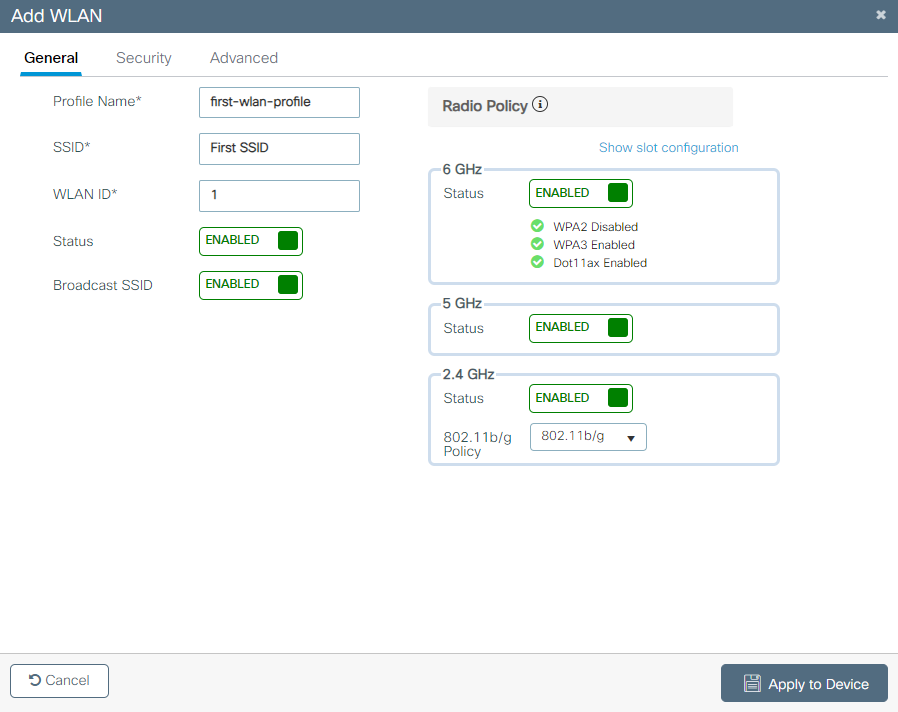 Add WLAN
General Security Advanced
Profile Name* first-wlan-profile
SSID* First SSID
WLAN ID* 1
Status ENABLED
Broadcast SSID ENABLED
Radio Policy
Show slot configuration
6 GHz
Status ENABLED
WPA2 Disabled
WPA3 Enabled
Dot11ax Enabled
5 GHz
Status ENABLED
2.4 GHz
Status ENABLED
802.11b/g 802.11b/g
Policy
Cancel Apply to Device